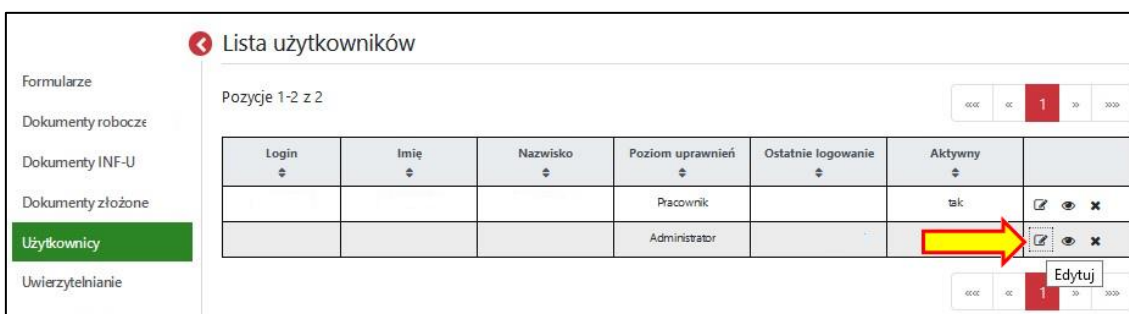 Lista użytkowników
Formularze
Dokumenty robocze
Dokumenty INF-U
Dokumenty złożone
Użytkownicy
Uwierzytelnianie
Pozycje 1-2 z 2
«« « 1 » »»
Login Imię Nazwisko Poziom uprawnień Ostatnie logowanie Aktywny
Pracownik tak
Administrator
Edytuj
«« « 1 » »»